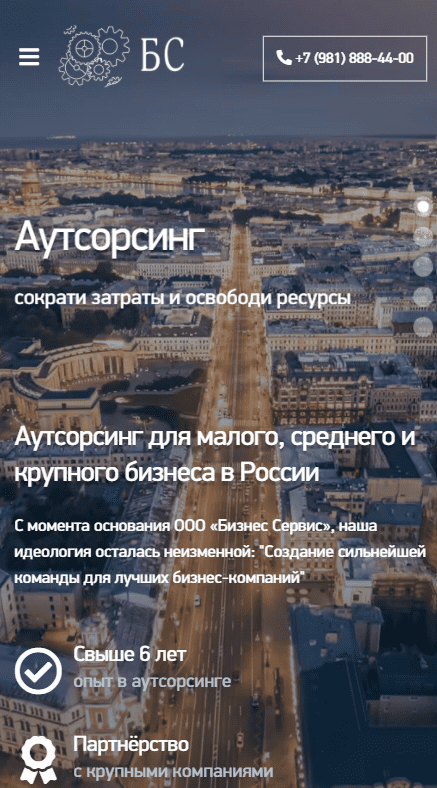 БС
+7 (981) 888-44-00
Аутсорсинг
сократи затраты и освободи ресурсы
Аутсорсинг для малого, среднего и
крупного бизнеса в России
С момента основания ООО «Бизнес Сервис», наша
идеология осталась неизменной: "Создание сильнейшей
команды для лучших бизнес-компаний"
Свыше 6 лет
опыт в аутсорсинге
Партнёрство
с крупными компаниями